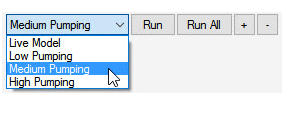 Medium Pumping Run Run All + -
Live Model
Low Pumping
Medium Pumping
High Pumping